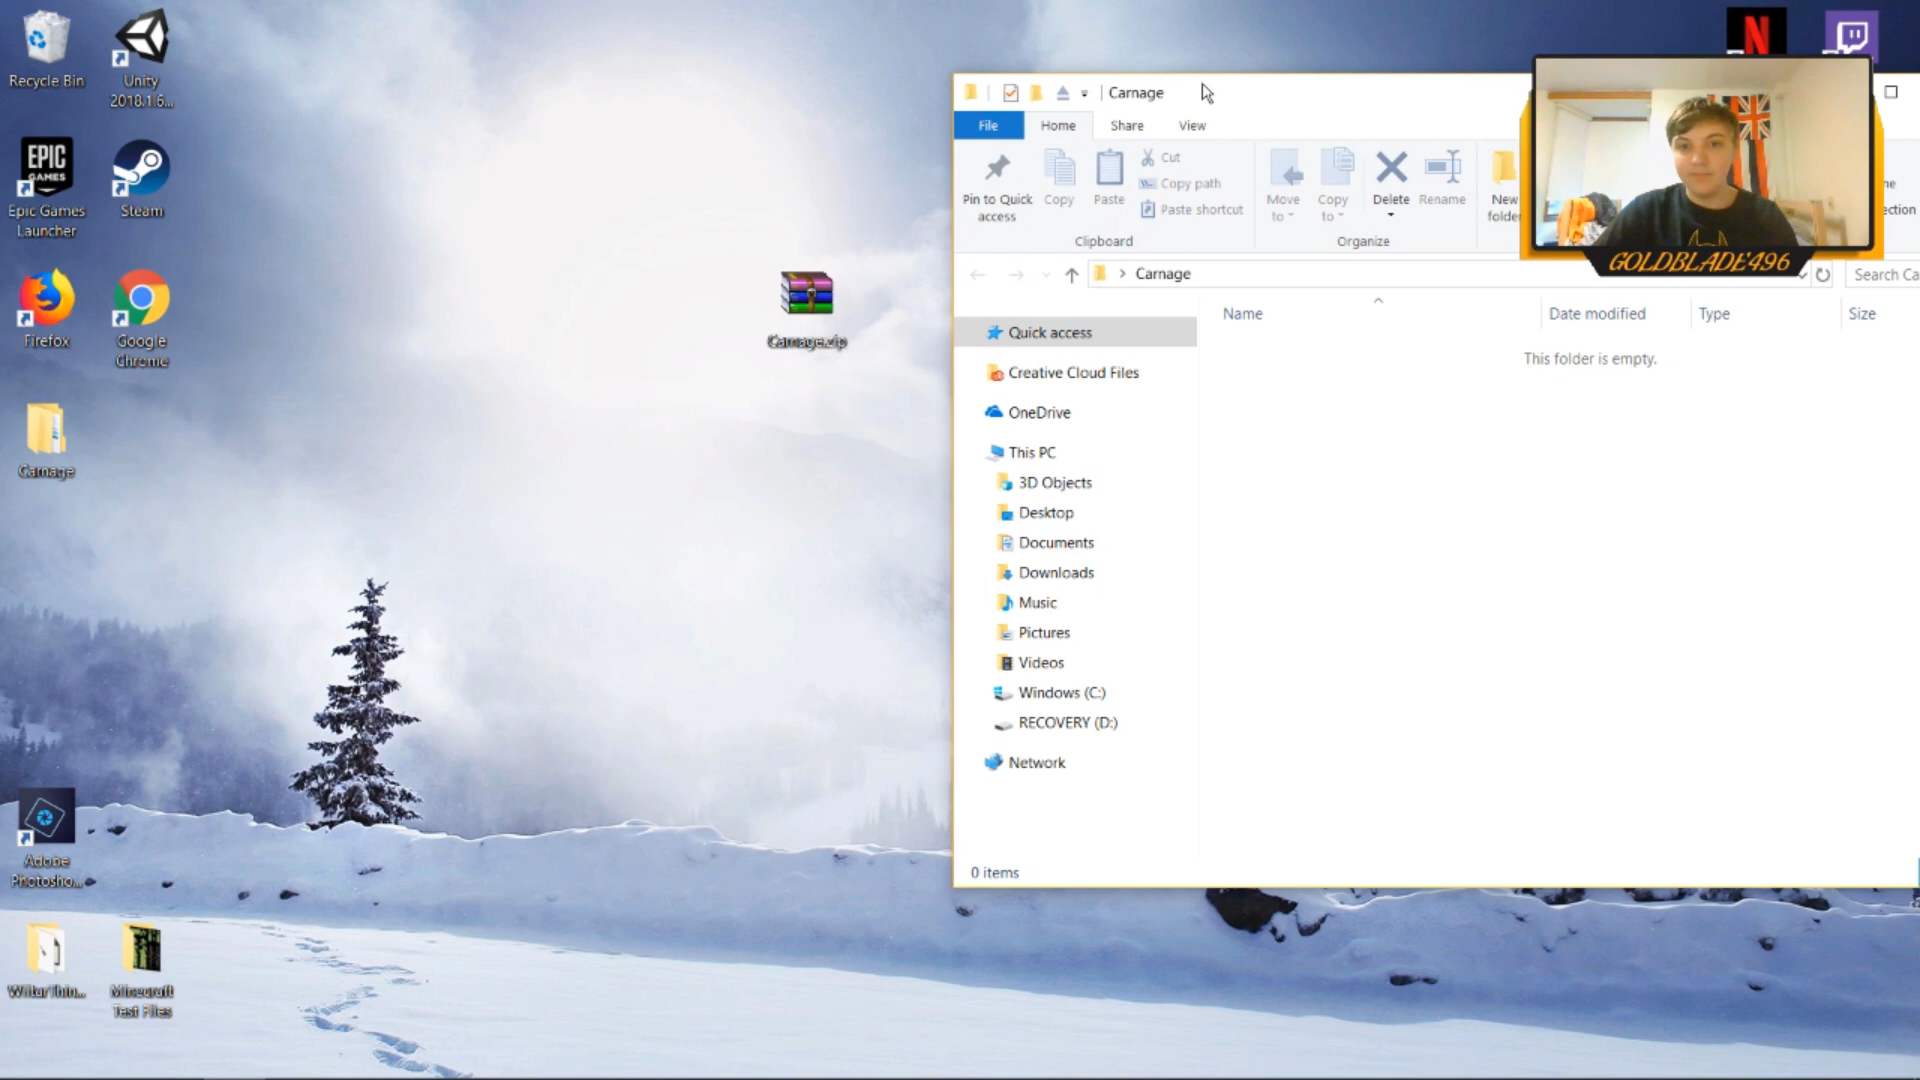 Recycle Bin
Unity
2018.1.6...
EPIC
GAMES
Epic Games
Launcher
Steam
Firefox
Google
Chrome
Carnage
Adobe
Photosho...
Minecraft
Test Files
Carnage.zip
Carnage
File
Home
Share
View
Pin to Quick
access
Copy
Paste
Cut
Copy path
Paste shortcut
Clipboard
Move
to
Copy
to
Delete
Rename
Organize
New
folder
GOLDBLADE496
Carnage
Search Ca
Name
Date modified
Type
Size
This folder is empty.
Quick access
Creative Cloud Files
OneDrive
This PC
3D Objects
Desktop
Documents
Downloads
Music
Pictures
Videos
Windows (C:)
RECOVERY (D:)
Network
0 items